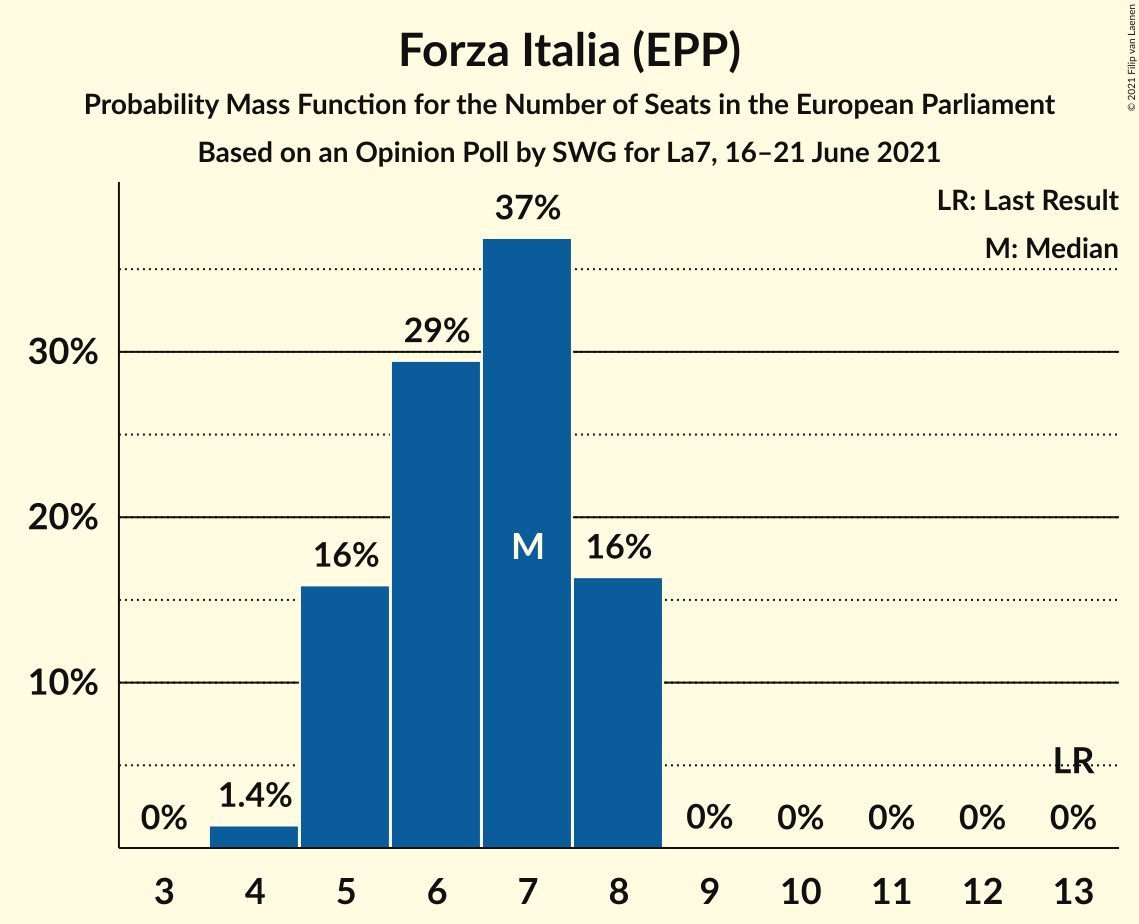 Forza Italia (EPP)
Probability Mass Function for the Number of Seats in the European Parliament
Based on an Opinion Poll by SWG for La7, 16–21 June 2021
© 2021 Filip van Laenen
LR: Last Result
M: Median
37%
30%
29%
20%
16%
M
16%
10%
LR
0%
1.4%
0%
0%
0%
0%
0%
3 4 5 6 7 8 9 10 11 12 13